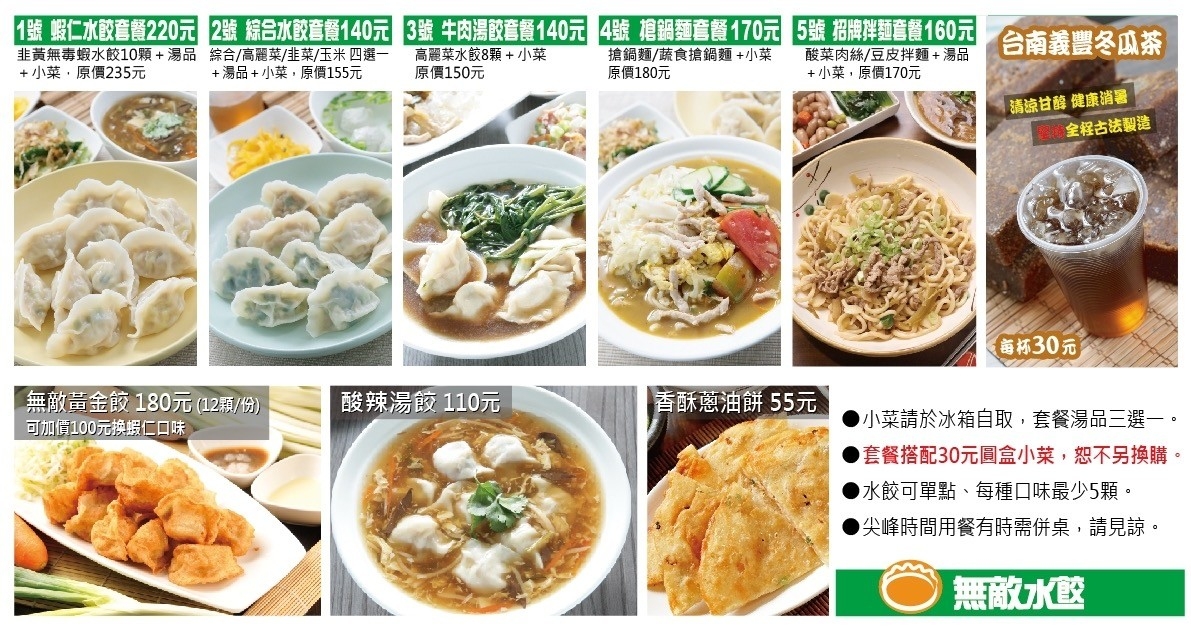 1號 蝦仁水餃套餐220元
韭黃無毒蝦水餃10顆+湯品
+小菜，原價235元
2號 綜合水餃套餐140元
綜合/高麗菜/韭菜/玉米 四選一
+湯品+小菜，原價155元
3號 牛肉湯餃套餐140元
高麗菜水餃8顆+小菜
原價150元
4號 搶鍋麵套餐170元
搶鍋麵/蔬食搶鍋麵+小菜
原價180元
5號 招牌拌麵套餐160元
酸菜肉絲/豆皮拌麵+湯品
+小菜，原價170元
台南義豐冬瓜茶
清涼甘醇 健康消暑
全程古法製造
每杯30元
無敵黃金餃 180元 (12顆/份)
可加價100元換蝦仁口味
酸辣湯餃 110元
香酥蔥油餅 55元
●小菜請於冰箱自取，套餐湯品三選一。
●套餐搭配30元圓盒小菜，恕不另換購。
●水餃可單點、每種口味最少5顆。
●尖峰時間用餐有時需併桌，請見諒。
無敵水餃